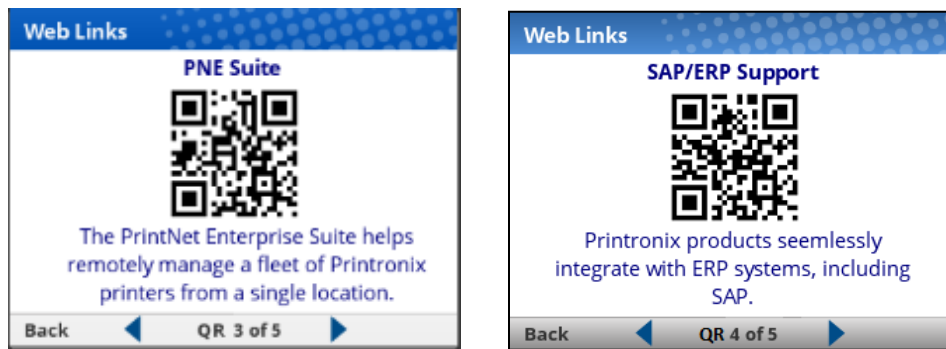 Web Links
PNE Suite
The PrintNet Enterprise Suite helps
remotely manage a fleet of Printronix
printers from a single location.
Back QR 3 of 5
Web Links
SAP/ERP Support
Printronix products seemlessly
integrate with ERP systems, including
SAP.
Back QR 4 of 5